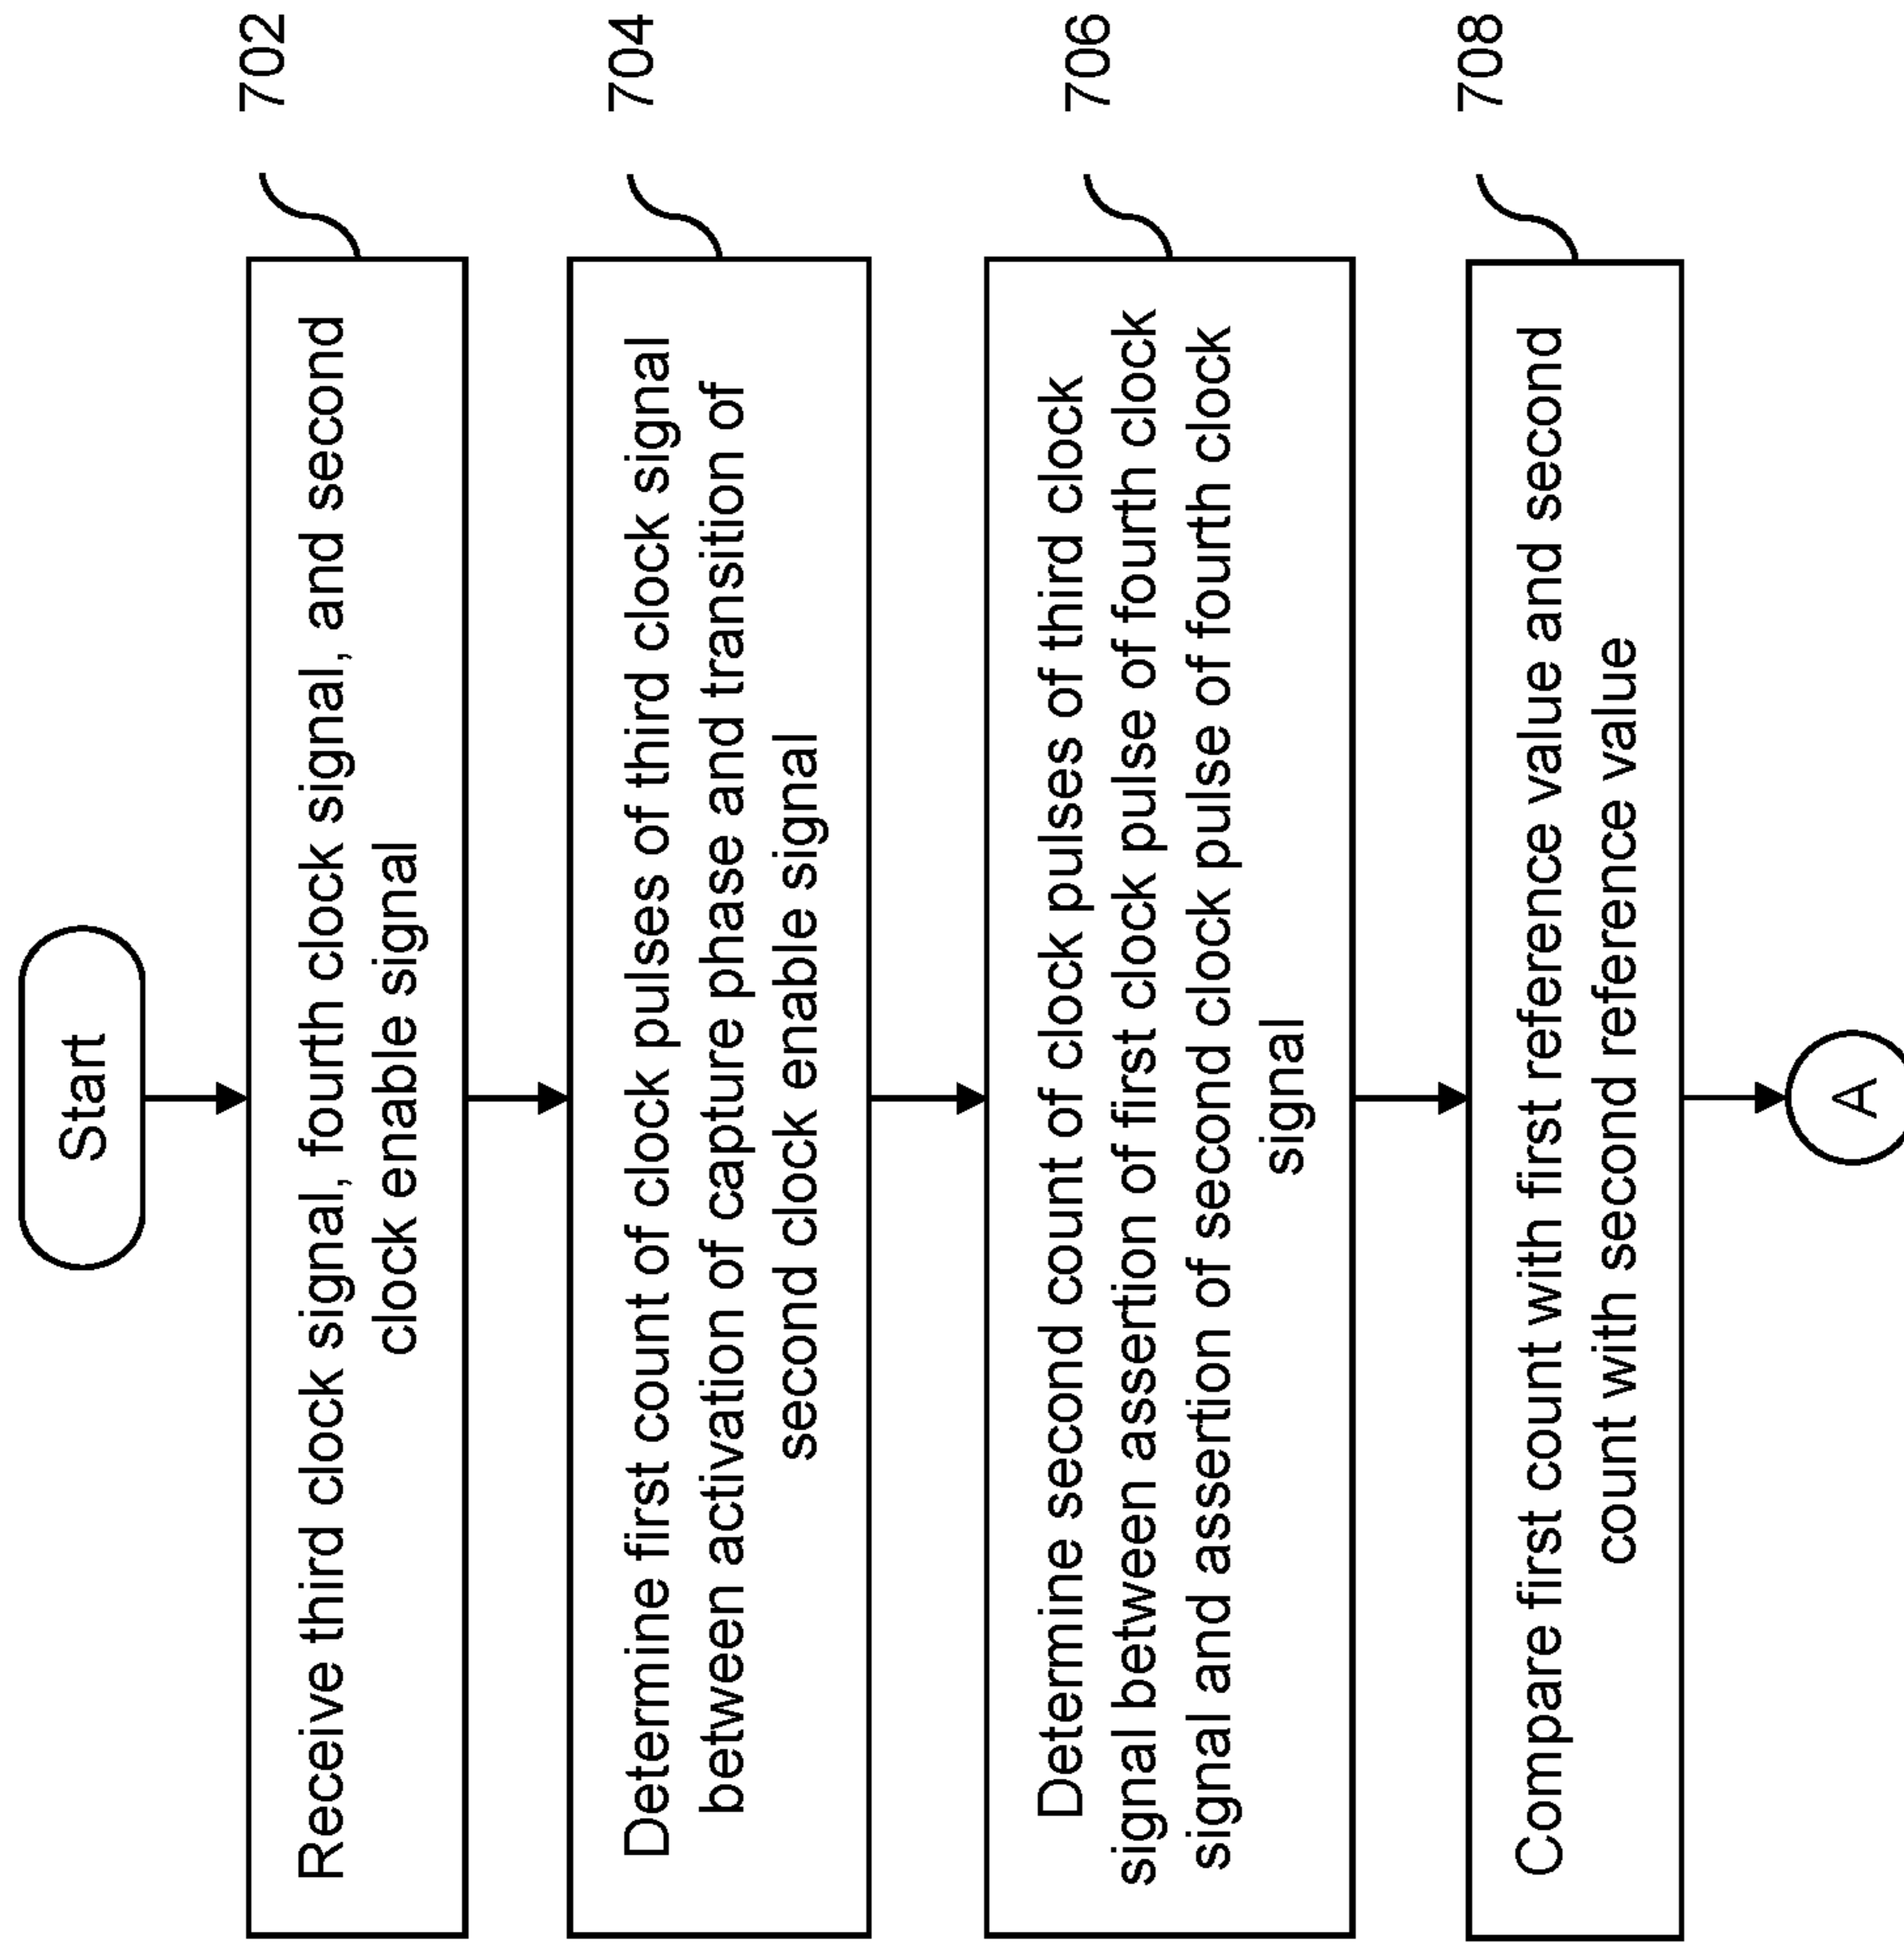 Start
702
Receive third clock signal, fourth clock signal, and second
clock enable signal
704
Determine first count of clock pulses of third clock signal
between activation of capture phase and transition of
second clock enable signal
706
Determine second count of clock pulses of third clock
signal between assertion of first clock pulse of fourth clock
signal and assertion of second clock pulse of fourth clock
signal
708
Compare first count with first reference value and second
count with second reference value
A